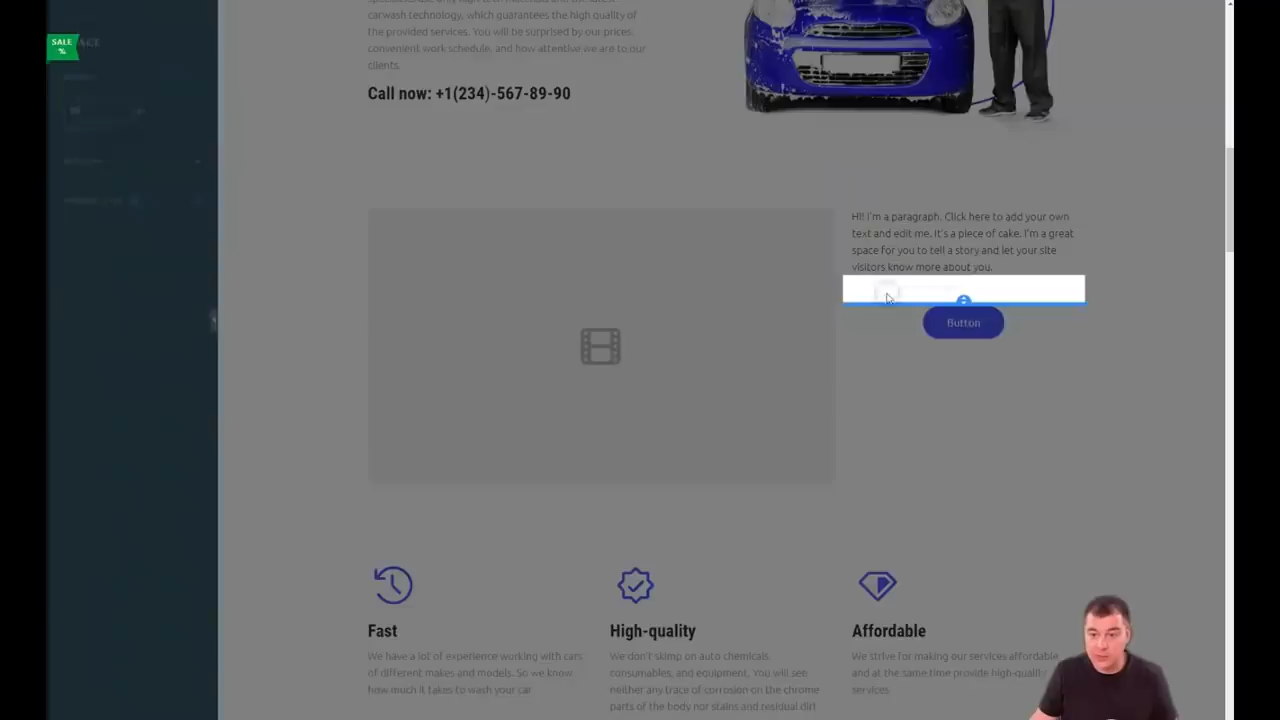 SALE
%
carwash technology, which guarantees the high quality of
the provided services. You will be surprised by our prices,
convenient work schedule, and how attentive we are to our
clients.
Call now: +1(234)-567-89-90
Hi! I'm a paragraph. Click here to add your own
text and edit me. It's a piece of cake. I'm a great
space for you to tell a story and let your site
visitors know more about you.
Button
Fast
We have a lot of experience working with cars
of different makes and models. So we know
how much it takes to wash your car
High-quality
We don't skimp on auto chemicals,
consumables, and equipment. You will see
neither any trace of corrosion on the chrome
parts of the body nor stains and residual dirt
Affordable
We strive for making our services affordable
and at the same time provide high-quality
services